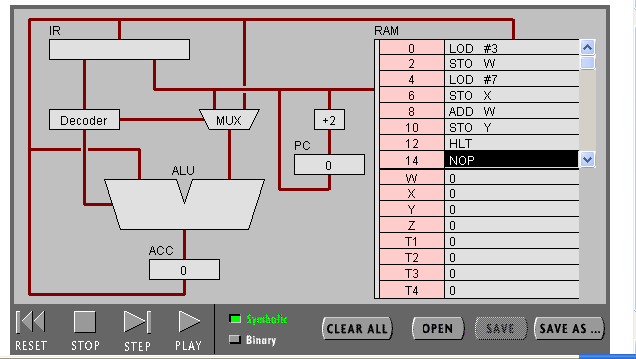 IR
RAM
0 LOD #3
2 STO W
4 LOD #7
6 STO X
8 ADD W
10 STO Y
12 HLT
14 NOP
W 0
X 0
Y 0
Z 0
T1 0
T2 0
T3 0
T4 0
Decoder
MUX
+2
PC
0
ALU
ACC
0
RESET
STOP
STEP
PLAY
Symbolic
Binary
CLEAR ALL
OPEN
SAVE
SAVE AS ...